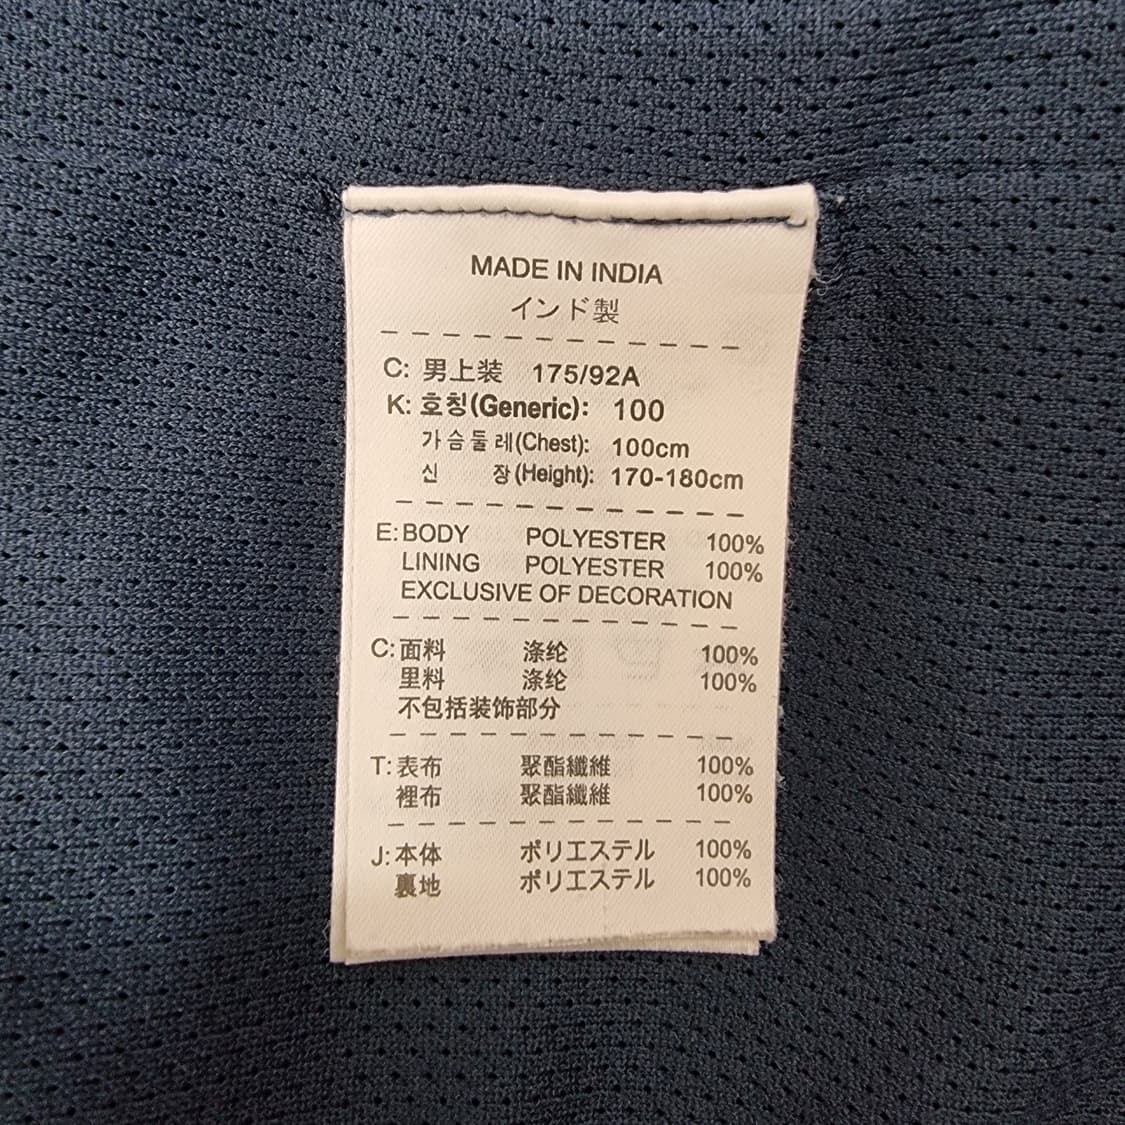 MADE IN INDIA
インド製
C: 男上装 175/92A
K: 호칭(Generic): 100
가슴둘레(Chest): 100cm
신 장(Height): 170-180cm
E: BODY POLYESTER 100%
LINING POLYESTER 100%
EXCLUSIVE OF DECORATION
C: 面料 涤纶 100%
里料 涤纶 100%
不包括装饰部分
T: 表布 聚酯纖維 100%
裡布 聚酯纖維 100%
J: 本体 ポリエステル 100%
裏地 ポリエステル 100%